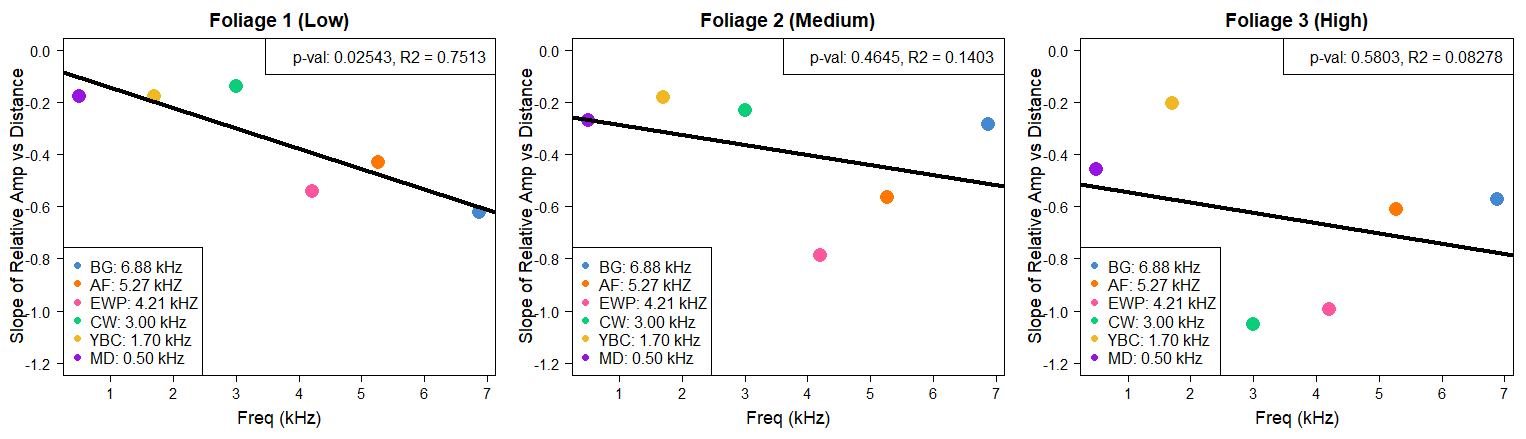 Foliage 1 (Low)
p-val: 0.02543, R2 = 0.7513
Slope of Relative Amp vs Distance
0.0
-0.2
-0.4
-0.6
-0.8
-1.0
-1.2
BG: 6.88 kHz
AF: 5.27 kHz
EWP: 4.21 kHZ
CW: 3.00 kHz
YBC: 1.70 kHz
MD: 0.50 kHz
1 2 3 4 5 6 7
Freq (kHz)
Foliage 2 (Medium)
p-val: 0.4645, R2 = 0.1403
Slope of Relative Amp vs Distance
0.0
-0.2
-0.4
-0.6
-0.8
-1.0
-1.2
BG: 6.88 kHz
AF: 5.27 kHz
EWP: 4.21 kHZ
CW: 3.00 kHz
YBC: 1.70 kHz
MD: 0.50 kHz
1 2 3 4 5 6 7
Freq (kHz)
Foliage 3 (High)
p-val: 0.5803, R2 = 0.08278
Slope of Relative Amp vs Distance
0.0
-0.2
-0.4
-0.6
-0.8
-1.0
-1.2
BG: 6.88 kHz
AF: 5.27 kHz
EWP: 4.21 kHZ
CW: 3.00 kHz
YBC: 1.70 kHz
MD: 0.50 kHz
1 2 3 4 5 6 7
Freq (kHz)